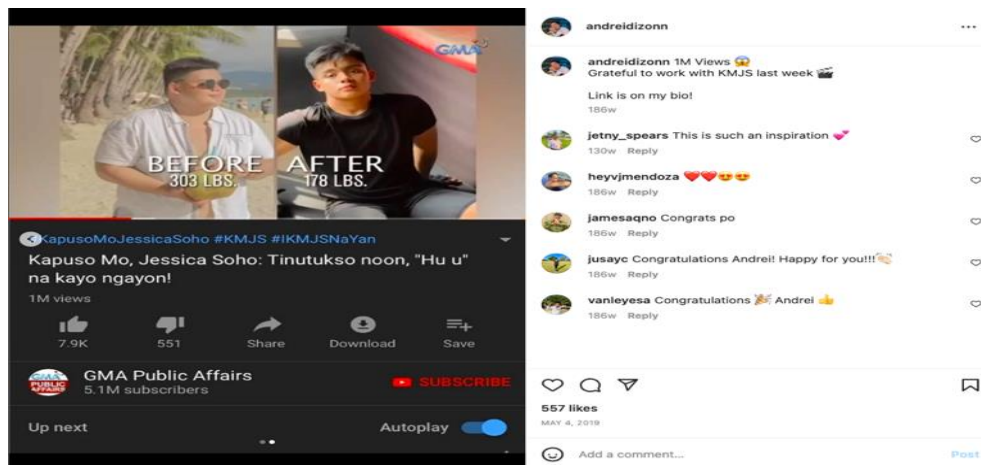 GMA
BEFORE
303 LBS.
AFTER
178 LBS.
#KapusoMoJessicaSoho #KMJS #IKMJSNaYan
Kapuso Mo, Jessica Soho: Tinutukso noon, "Hu u"
na kayo ngayon!
1M views
7.9K
551
Share
Download
Save
GMA
PUBLIC
AFFAIRS
GMA Public Affairs
5.1M subscribers
SUBSCRIBE
Up next
Autoplay
andreidizonn
andreidizonn 1M Views 😱
Grateful to work with KMJS last week 🎬
Link is on my bio!
186w
jetny_spears This is such an inspiration 💕
130w Reply
heyvjmendoza ❤️❤️😍😍
186w Reply
jamesaqno Congrats po
186w Reply
jusayc Congratulations Andrei! Happy for you!!!👏🏻
186w Reply
vanleyesa Congratulations 🎉 Andrei 👍
186w Reply
557 likes
MAY 4, 2019
Add a comment...
Post